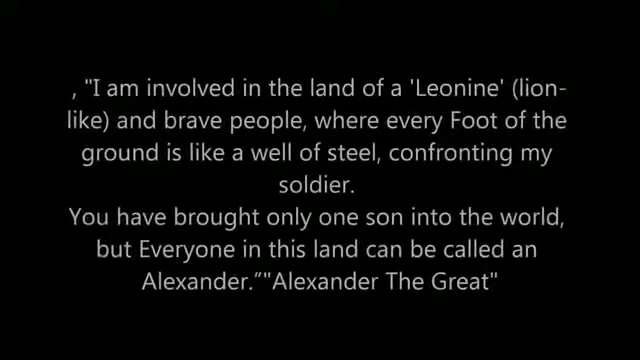 , "I am involved in the land of a 'Leonine' (lion-
like) and brave people, where every Foot of the
ground is like a well of steel, confronting my
soldier.
You have brought only one son into the world,
but Everyone in this land can be called an
Alexander.”"Alexander The Great"